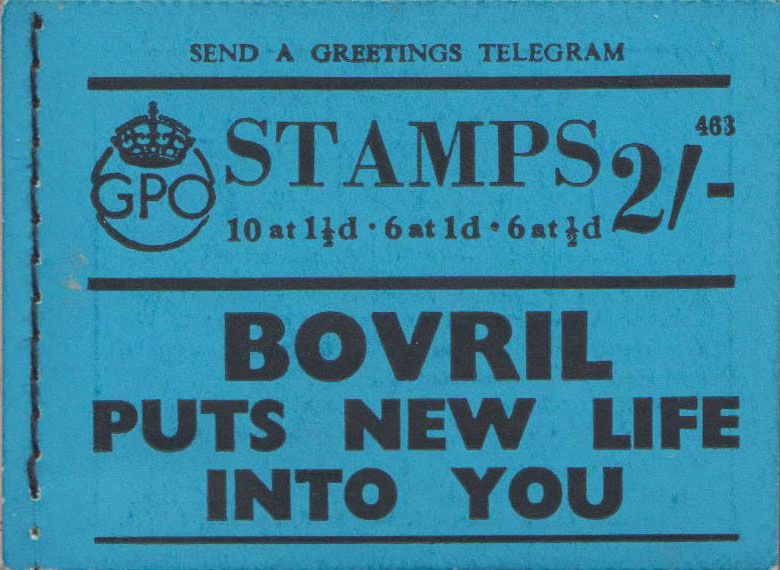 SEND A GREETINGS TELEGRAM
463
GPO
STAMPS 2/-
10 at 1½d · 6 at 1d · 6 at ½d
BOVRIL
PUTS NEW LIFE
INTO YOU